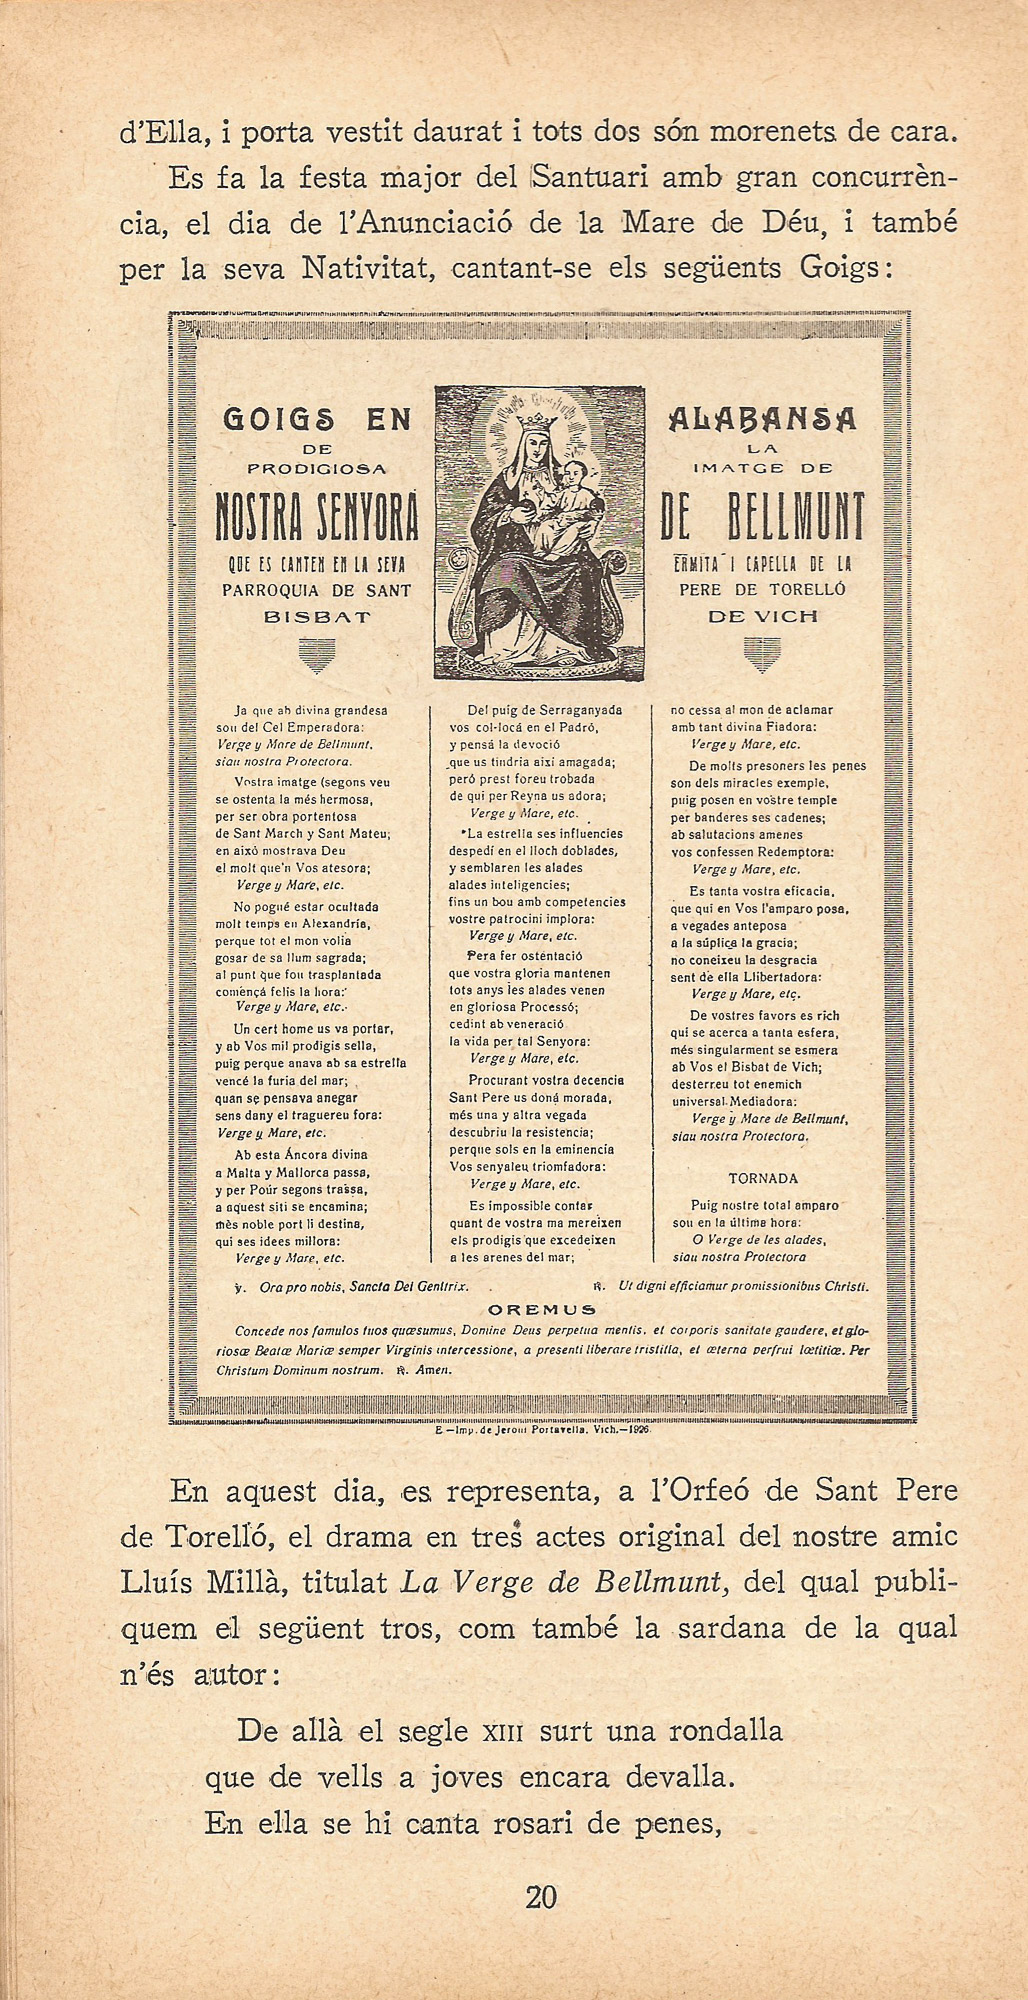 d'Ella, i porta vestit daurat i tots dos són morenets de cara.
Es fa la festa major del Santuari amb gran concurrèn-
cia, el dia de l'Anunciació de la Mare de Déu, i també
per la seva Nativitat, cantant-se els següents Goigs:
GOIGS EN ALABANSA
DE LA
PRODIGIOSA IMATGE DE
NOSTRA SENYORA DE BELLMUNT
QUE ES CANTEN EN LA SEVA ERMITA I CAPELLA DE LA
PARROQUIA DE SANT PERE DE TORELLÓ
BISBAT DE VICH
Ja que ab divina grandesa
sou del Cel Emperadora:
Verge y Mare de Bellmunt,
siau nostra Protectora.
Vostra imatge (segons veu
se ostenta la més hermosa,
per ser obra portentosa
de Sant March y Sant Mateu;
en aixó mostrava Deu
el molt que'n Vos atesora;
Verge y Mare, etc.
No pogué estar ocultada
molt temps en Alexandría,
perque tot el mon volia
gosar de sa llum sagrada;
al punt que fou trasplantada
començá felis la hora:
Verge y Mare, etc.
Un cert home us va portar,
y ab Vos mil prodigis sella,
puig perque anava ab sa estrella
vencé la furia del mar;
quan se pensava anegar
sens dany el traguereu fora:
Verge y Mare, etc.
Ab esta Áncora divina
a Malta y Mallorca passa,
y per Poúr segons trassa,
a aquest siti se encamina;
mès noble port li destina,
qui ses idees millora:
Verge y Mare, etc.
Del puig de Serraganyada
vos col-locá en el Padró,
y pensá la devoció
que us tindria aixi amagada;
peró prest foreu trobada
de qui per Reyna us adora;
Verge y Mare, etc.
La estrella ses influencies
despedí en el lloch doblades,
y semblaren les alades
alades inteligencies;
fins un bou amb competencies
vostre patrocini implora:
Verge y Mare, etc.
Pera fer ostentació
que vostra gloria mantenen
tots anys les alades venen
en gloriosa Processó;
cedint ab veneració
la vida per tal Senyora:
Verge y Mare, etc.
Procurant vostra decencia
Sant Pere us doná morada,
més una y altra vegada
descubriu la resistencia;
perque sols en la eminencia
Vos senyaleu triomfadora:
Verge y Mare, etc.
Es impossible contar
quant de vostra ma mereixen
els prodigis que excedeixen
a les arenes del mar;
no cessa al mon de aclamar
amb tant divina Fiadora:
Verge y Mare, etc.
De molts presoners les penes
son dels miracles exemple,
puig posen en vostre temple
per banderes ses cadenes;
ab salutacions amenes
vos confessen Redemptora:
Verge y Mare, etc.
Es tanta vostra eficacia,
que qui en Vos l'amparo posa,
a vegades anteposa
a la súplica la gracia;
no coneixeu la desgracia
sent de ella Llibertadora:
Verge y Mare, etc.
De vostres favors es rich
qui se acerca a tanta esfera,
més singularment se esmera
ab Vos el Bisbat de Vich;
desterreu tot enemich
universal Mediadora:
Verge y Mare de Bellmunt,
siau nostra Protectora.
TORNADA
Puig nostre total amparo
sou en la última hora:
O Verge de les alades,
siau nostra Protectora
℣. Ora pro nobis, Sancta Dei Genitrix. ℟. Ut digni efficiamur promissionibus Christi.
OREMUS
Concede nos famulos tuos quæsumus, Domine Deus perpetua mentis, et corporis sanitate gaudere, et glo-
riosæ Beatæ Mariæ semper Virginis intercessione, a presenti liberare tristitia, et æterna perfrui lætitiæ. Per
Christum Dominum nostrum. ℟. Amen.
E.—Imp. de Jeroni Portavella. Vich.—1926
En aquest dia, es representa, a l'Orfeó de Sant Pere
de Torelló, el drama en tres actes original del nostre amic
Lluís Millà, titulat La Verge de Bellmunt, del qual publi-
quem el següent tros, com també la sardana de la qual
n'és autor:
De allà el segle XIII surt una rondalla
que de vells a joves encara devalla.
En ella se hi canta rosari de penes,
20